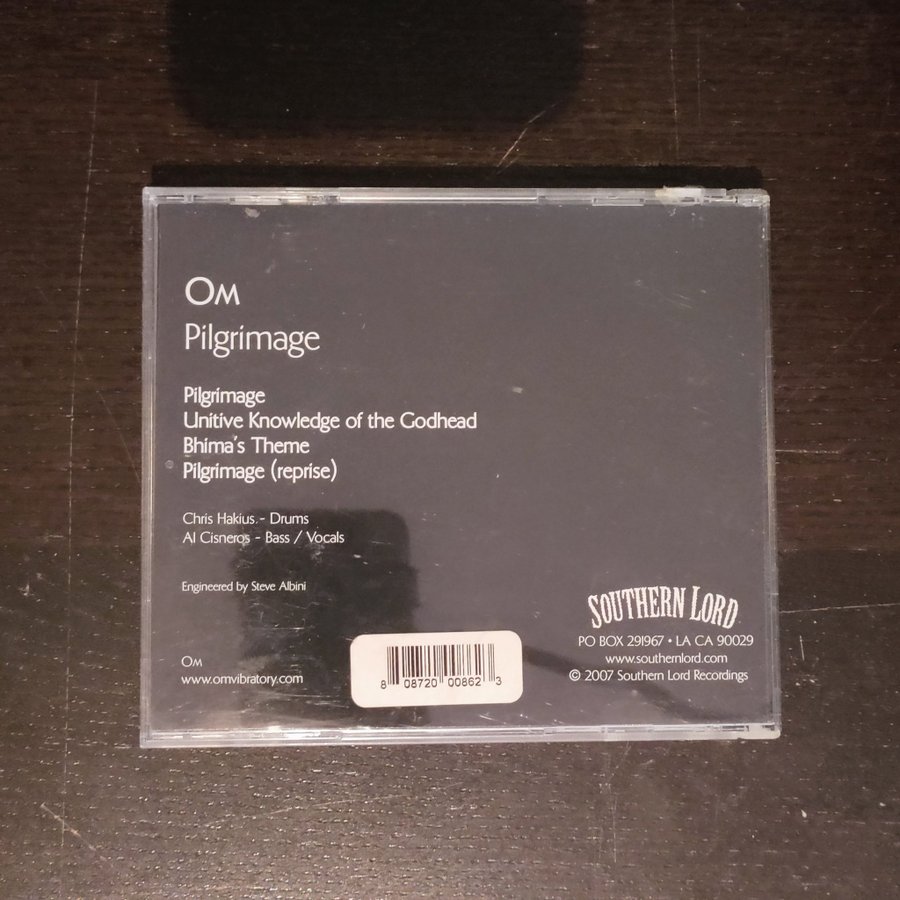 Om
Pilgrimage
Pilgrimage
Unitive Knowledge of the Godhead
Bhima's Theme
Pilgrimage (reprise)
Chris Hakius - Drums
Al Cisneros - Bass / Vocals
Engineered by Steve Albini
Om
www.omvibratory.com
8 08720 00862 3
SOUTHERN LORD
PO BOX 291967 • LA CA 90029
www.southernlord.com
© 2007 Southern Lord Recordings